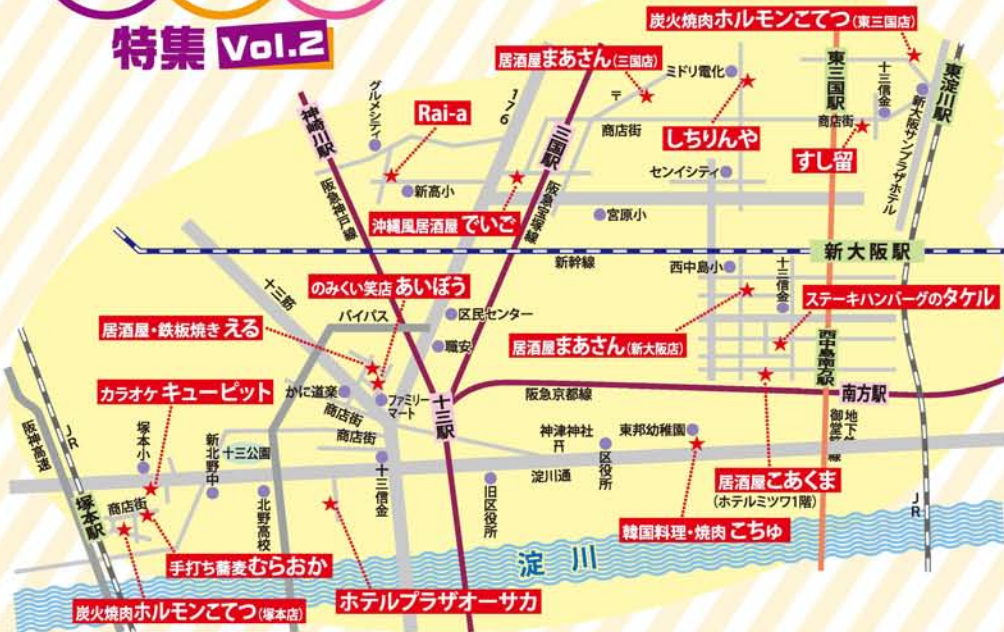 特集 Vol.2
炭火焼肉ホルモンこてつ(東三国店)
居酒屋まあさん(三国店)
ミドリ電化
東三国駅
十三信金
東淀川駅
グルメシティ
176
〒
Rai-a
神崎川駅
三国駅
商店街
しちりんや
商店街
すし留
新大阪サンプラザホテル
センイシティ
新高小
阪急神戸線
阪急宝塚線
沖縄風居酒屋 でいご
宮原小
新大阪駅
新幹線
西中島小
十三信金
のみくい笑店 あいぼう
十三筋
バイパス
区民センター
ステーキハンバーグのタケル
居酒屋・鉄板焼き える
職安
居酒屋まあさん(新大阪店)
西中島南方駅
カラオケ キューピット
かに道楽
ファミリーマート
十三駅
阪急京都線
南方駅
商店街
商店街
地下鉄
御堂筋線
阪神高速
JR
塚本小
新北野中
十三公園
神津神社
東邦幼稚園
区役所
淀川通
十三信金
旧区役所
居酒屋こあくま
(ホテルミツワ1階)
塚本駅
商店街
北野高校
JR
韓国料理・焼肉 こちゅ
手打ち蕎麦むらおか
淀川
炭火焼肉ホルモンこてつ(塚本店)
ホテルプラザオーサカ